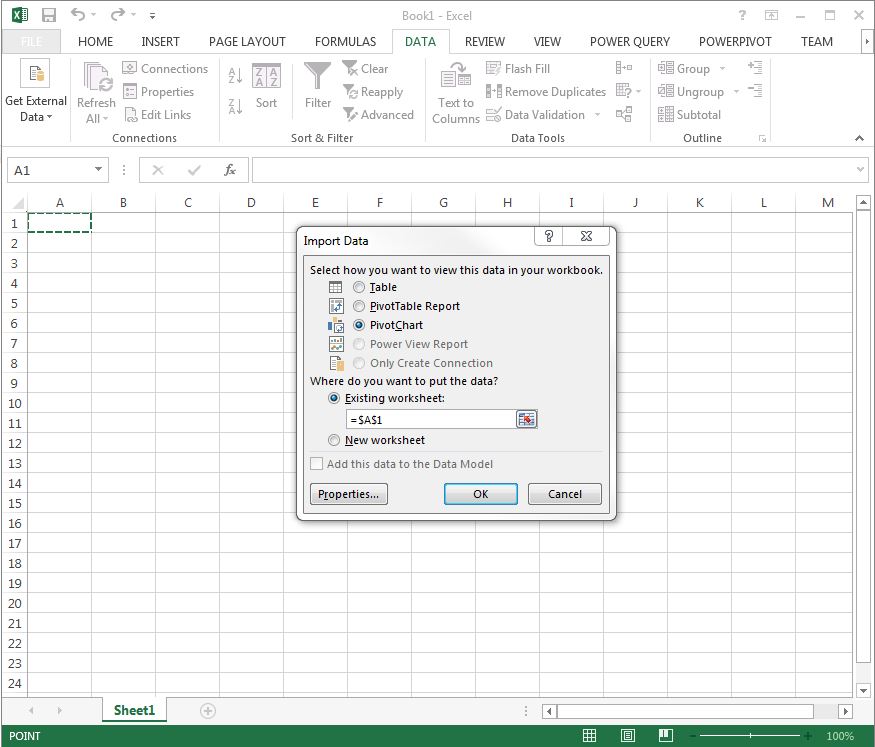 Book1 - Excel
FILE HOME INSERT PAGE LAYOUT FORMULAS DATA REVIEW VIEW POWER QUERY POWERPIVOT TEAM
Get External Data
Refresh All
Connections
Properties
Edit Links
Connections
A Z
Z A
Z A A Z
Sort
Filter
Clear
Reapply
Advanced
Sort & Filter
Text to Columns
Flash Fill
Remove Duplicates
Data Validation
Data Tools
Group
Ungroup
Subtotal
Outline
A1
fx
A B C D E F G H I J K L M
1
2
3
4
5
6
7
8
9
10
11
12
13
14
15
16
17
18
19
20
21
22
23
24
Import Data
?
Select how you want to view this data in your workbook.
Table
PivotTable Report
PivotChart
Power View Report
Only Create Connection
Where do you want to put the data?
Existing worksheet:
=$A$1
New worksheet
Add this data to the Data Model
Properties... OK Cancel
Sheet1
POINT 100%